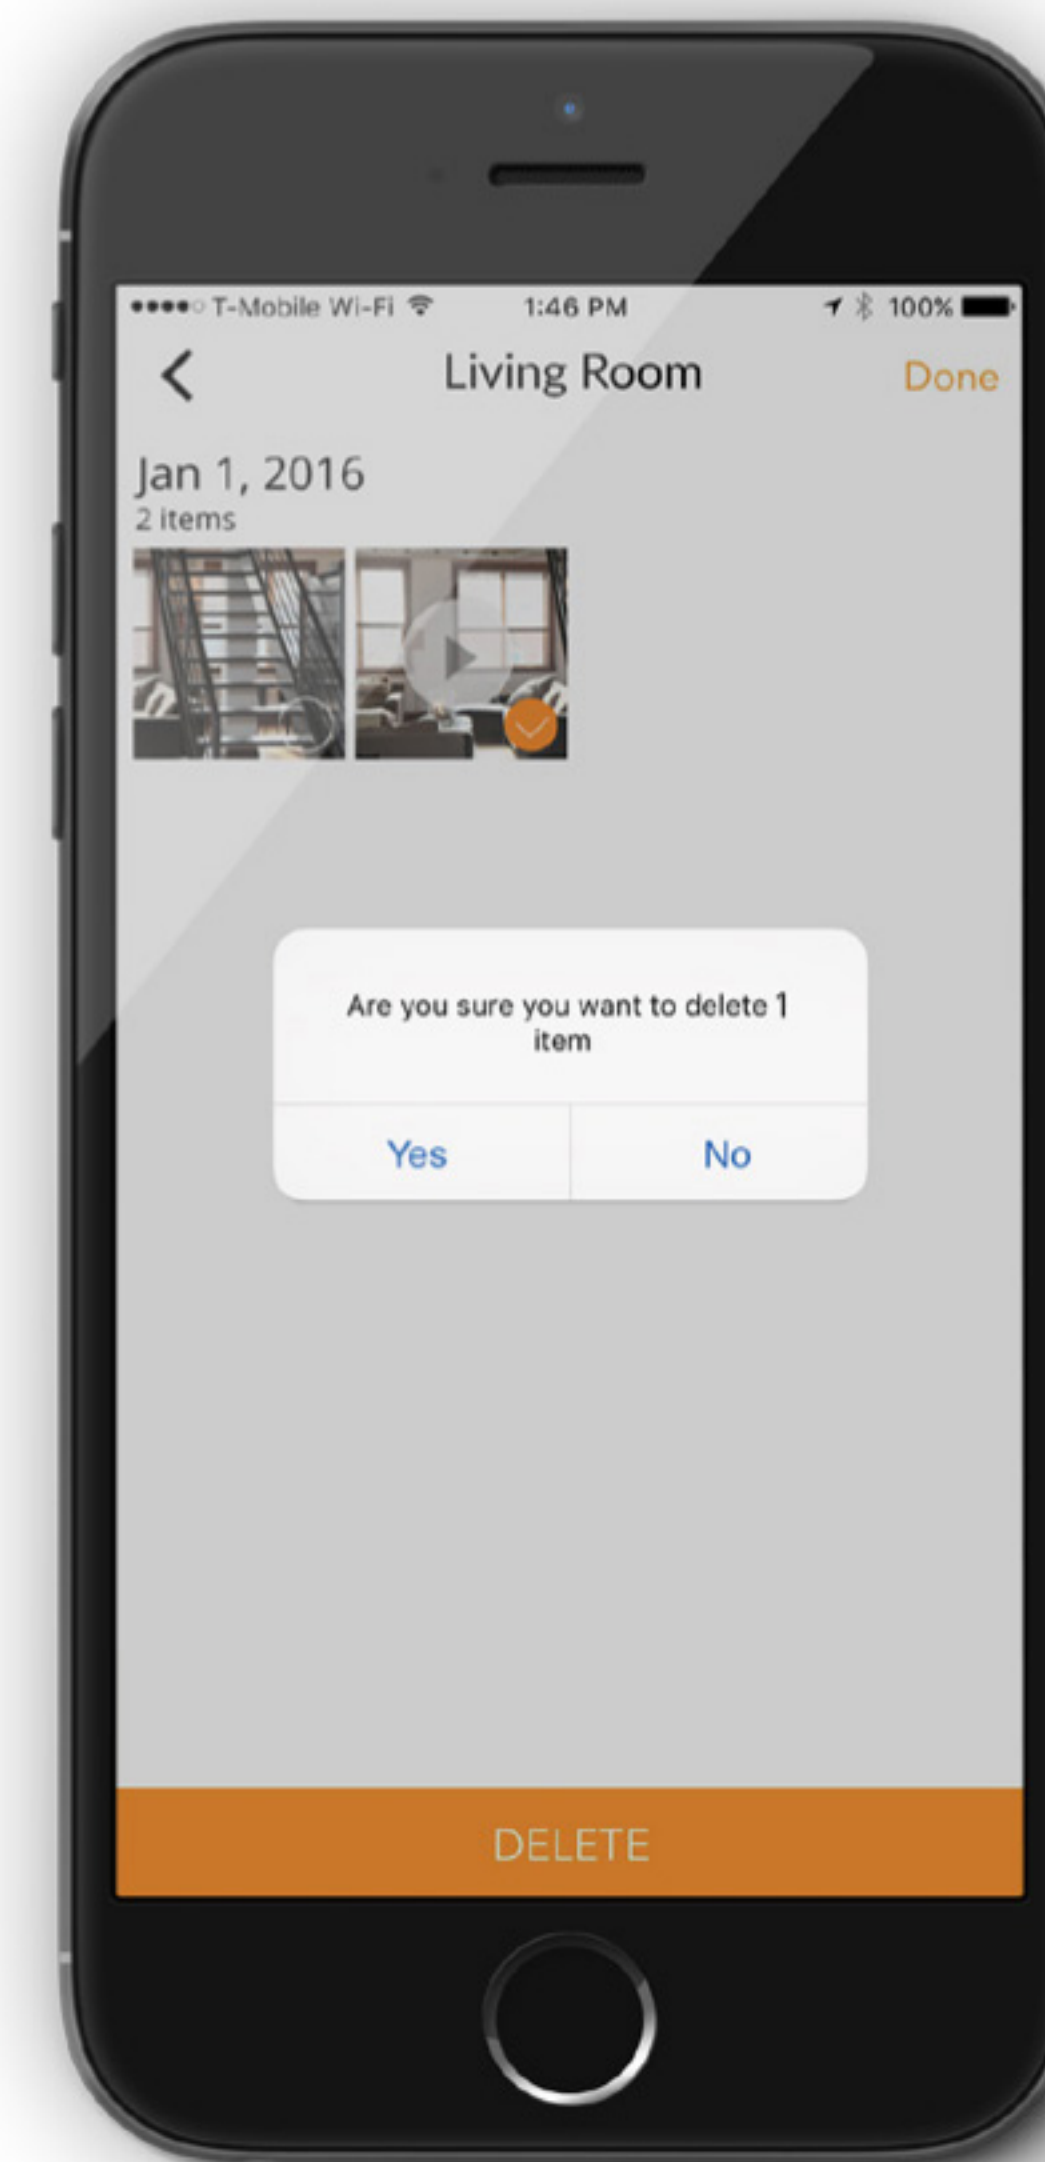 T-Mobile Wi-Fi 1:46 PM 100%
Living Room Done
Jan 1, 2016
2 items
Are you sure you want to delete 1
item
Yes No
DELETE